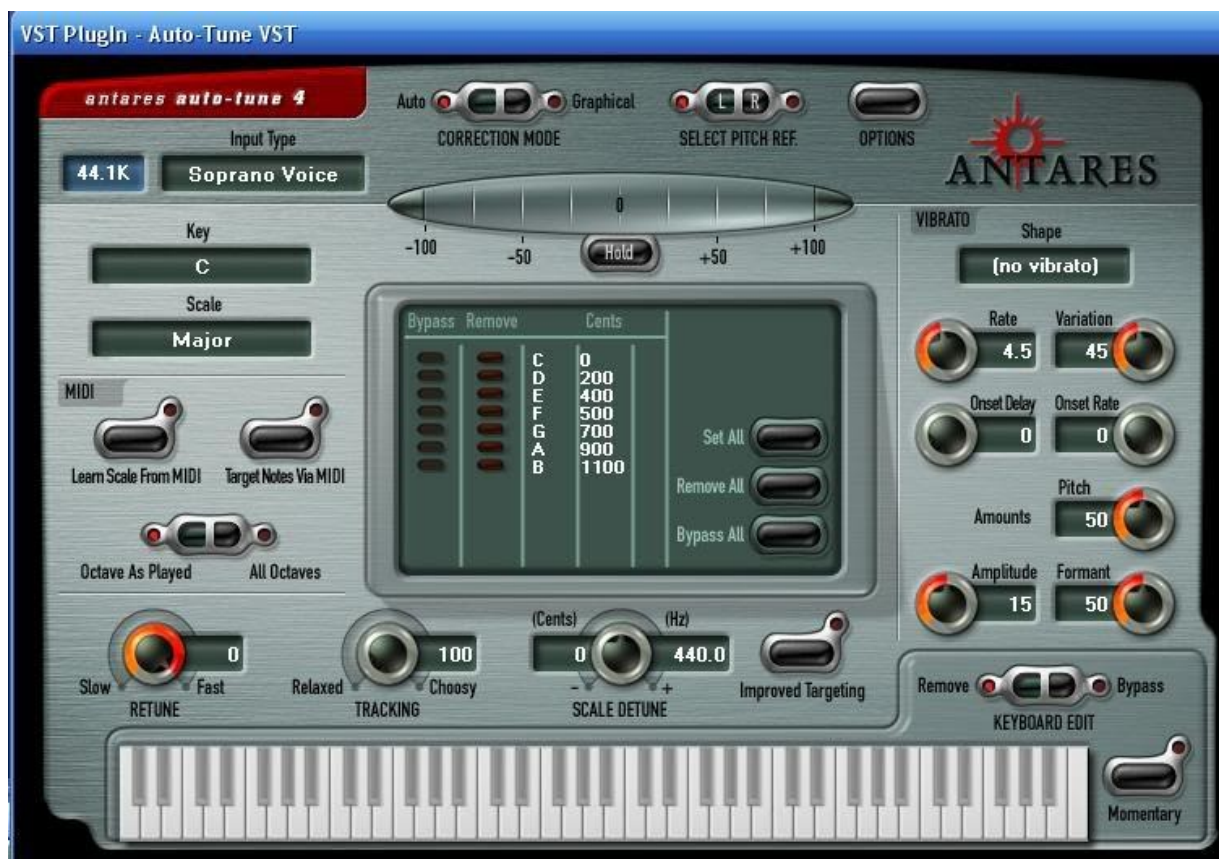 VST PlugIn - Auto-Tune VST
antares auto-tune 4
Auto
Graphical
CORRECTION MODE
L R
SELECT PITCH REF.
OPTIONS
ANTARES
Input Type
44.1K
Soprano Voice
0
-100
-50
Hold
+50
+100
Key
C
Scale
Major
MIDI
Learn Scale From MIDI
Target Notes Via MIDI
Octave As Played
All Octaves
Bypass Remove Cents
C 0
D 200
E 400
F 500
G 700
A 900
B 1100
Set All
Remove All
Bypass All
VIBRATO
Shape
(no vibrato)
Rate
4.5
Variation
45
Onset Delay
0
Onset Rate
0
Amounts
Pitch
50
Amplitude
15
Formant
50
0
Slow
Fast
RETUNE
100
Relaxed
Choosy
TRACKING
(Cents)
(Hz)
0
440.0
- +
SCALE DETUNE
Improved Targeting
Remove
Bypass
KEYBOARD EDIT
Momentary